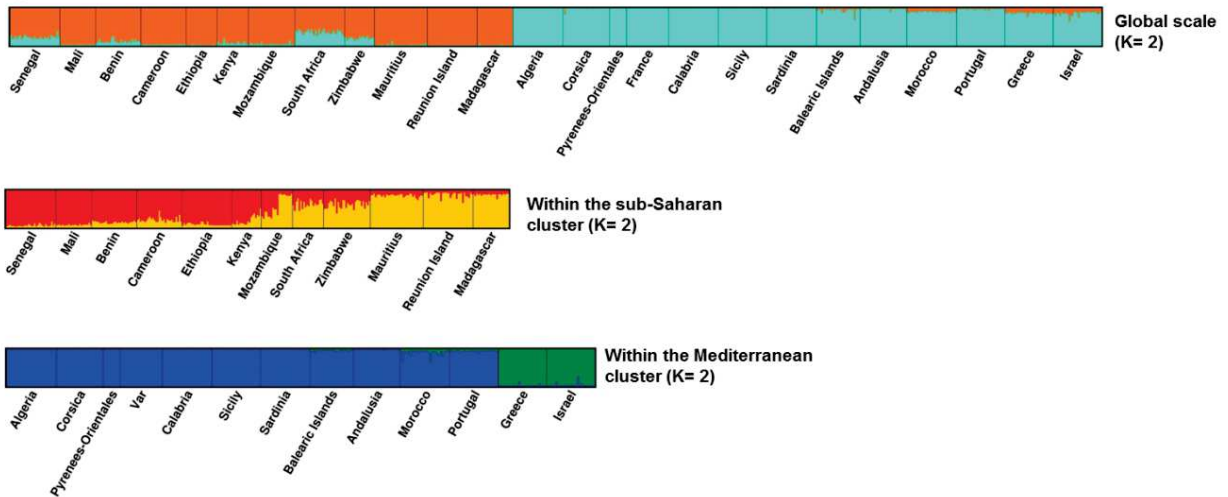 Global scale
(K= 2)
Senegal
Mali
Benin
Cameroon
Ethiopia
Kenya
Mozambique
South Africa
Zimbabwe
Mauritius
Reunion Island
Madagascar
Algeria
Corsica
Pyrenees-Orientales
France
Calabria
Sicily
Sardinia
Balearic Islands
Andalusia
Morocco
Portugal
Greece
Israel
Within the sub-Saharan
cluster (K= 2)
Senegal
Mali
Benin
Cameroon
Ethiopia
Kenya
Mozambique
South Africa
Zimbabwe
Mauritius
Reunion Island
Madagascar
Within the Mediterranean
cluster (K= 2)
Algeria
Corsica
Pyrenees-Orientales
Var
Calabria
Sicily
Sardinia
Balearic Islands
Andalusia
Morocco
Portugal
Greece
Israel